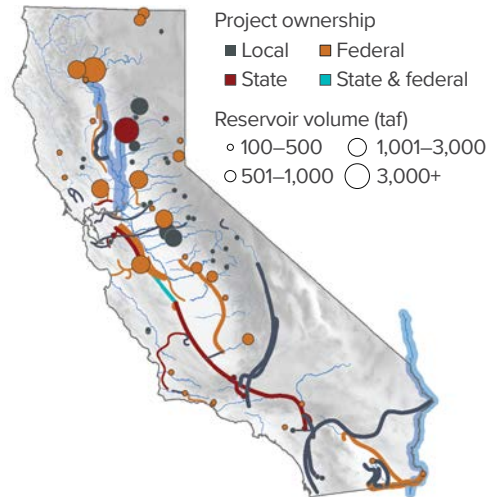 Project ownership
Local Federal
State State & federal
Reservoir volume (taf)
100–500 1,001–3,000
501–1,000 3,000+